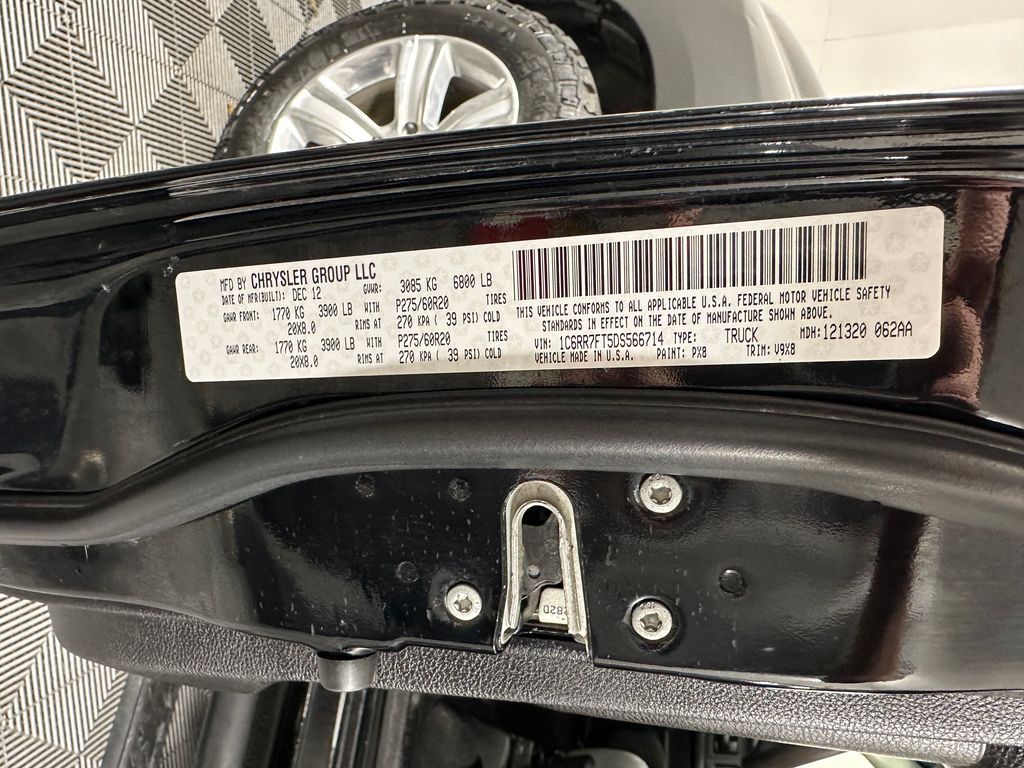 MFD BY CHRYSLER GROUP LLC
DATE OF MFR(BUILT): DEC 12 GVWR: 3085 KG 6800 LB
GAWR FRONT: 1770 KG 3900 LB WITH P275/60R20 TIRES
20X8.0 RIMS AT 270 KPA ( 39 PSI) COLD
GAWR REAR: 1770 KG 3900 LB WITH P275/60R20 TIRES
20X8.0 RIMS AT 270 KPA ( 39 PSI) COLD
THIS VEHICLE CONFORMS TO ALL APPLICABLE U.S.A. FEDERAL MOTOR VEHICLE SAFETY
STANDARDS IN EFFECT ON THE DATE OF MANUFACTURE SHOWN ABOVE.
VIN: 1C6RR7FT5DS566714 TYPE: TRUCK MDH: 121320 062AA
VEHICLE MADE IN U.S.A. PAINT: PX8 TRIM: V9X8